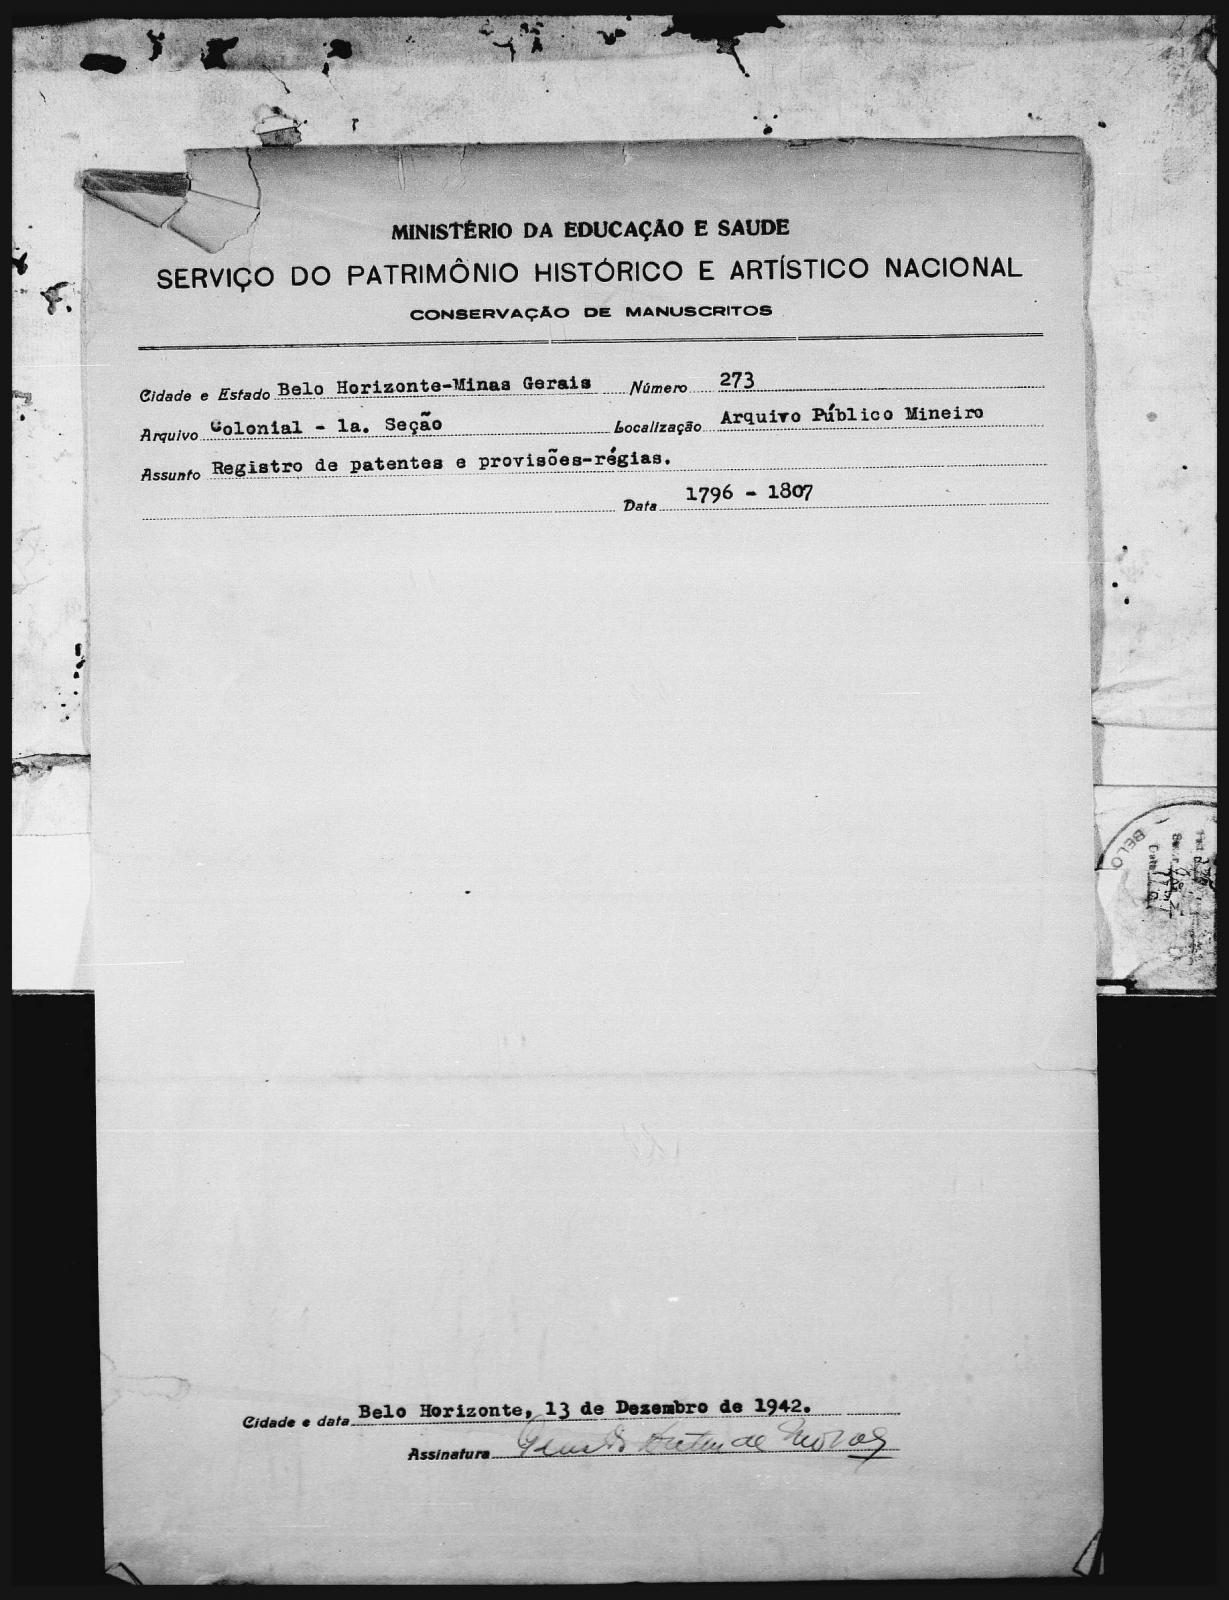 MINISTÉRIO DA EDUCAÇÃO E SAUDE
SERVIÇO DO PATRIMÔNIO HISTÓRICO E ARTÍSTICO NACIONAL
CONSERVAÇÃO DE MANUSCRITOS
Cidade e Estado Belo Horizonte-Minas Gerais Número 273
Arquivo Colonial - 1a. Seção Localização Arquivo Público Mineiro
Assunto Registro de patentes e provisões-régias.
Data 1796 - 1807
BELO
Cidade e data Belo Horizonte, 13 de Dezembro de 1942.
Assinatura